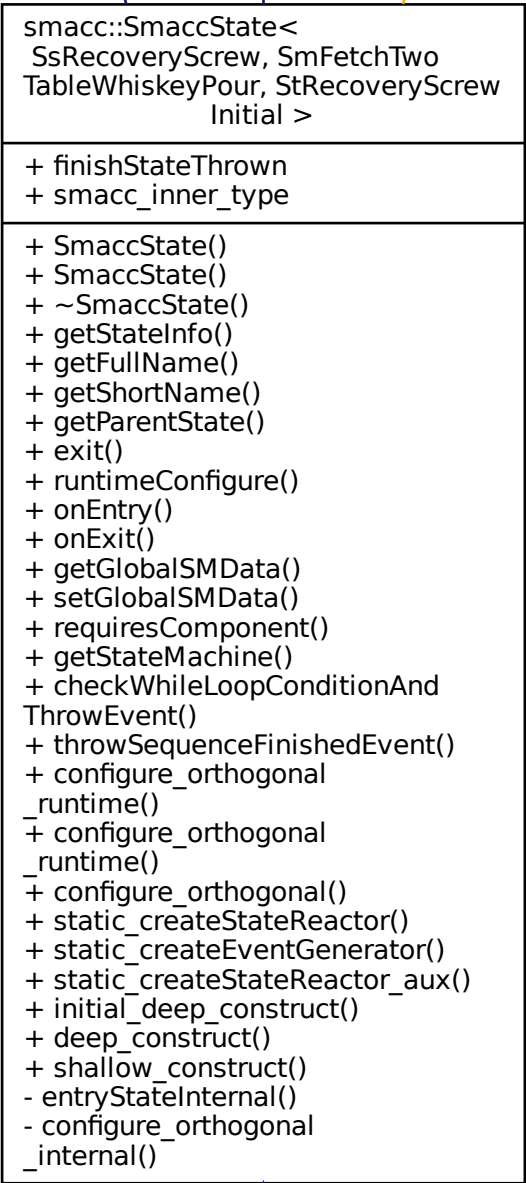 smacc::SmaccState<
SsRecoveryScrew, SmFetchTwo
TableWhiskeyPour, StRecoveryScrew
Initial >
+ finishStateThrown
+ smacc_inner_type
+ SmaccState()
+ SmaccState()
+ ~SmaccState()
+ getStateInfo()
+ getFullName()
+ getShortName()
+ getParentState()
+ exit()
+ runtimeConfigure()
+ onEntry()
+ onExit()
+ getGlobalSMData()
+ setGlobalSMData()
+ requiresComponent()
+ getStateMachine()
+ checkWhileLoopConditionAnd
ThrowEvent()
+ throwSequenceFinishedEvent()
+ configure_orthogonal
_runtime()
+ configure_orthogonal
_runtime()
+ configure_orthogonal()
+ static_createStateReactor()
+ static_createEventGenerator()
+ static_createStateReactor_aux()
+ initial_deep_construct()
+ deep_construct()
+ shallow_construct()
- entryStateInternal()
- configure_orthogonal
_internal()